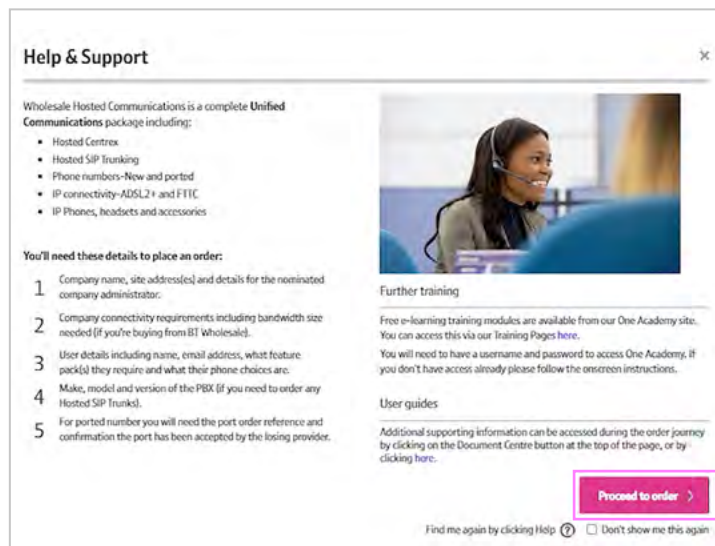 Help & Support
×
Wholesale Hosted Communications is a complete Unified
Communications package including:
▪ Hosted Centrex
▪ Hosted SIP Trunking
▪ Phone numbers-New and ported
▪ IP connectivity-ADSL2+ and FTTC
▪ IP Phones, headsets and accessories
You'll need these details to place an order:
1 Company name, site address(es) and details for the nominated
company administrator.
2 Company connectivity requirements including bandwidth size
needed (if you're buying from BT Wholesale).
3 User details including name, email address, what feature
pack(s) they require and what their phone choices are.
4 Make, model and version of the PBX (if you need to order any
Hosted SIP Trunks).
5 For ported number you will need the port order reference and
confirmation the port has been accepted by the losing provider.
Further training
Free e-learning training modules are available from our One Academy site.
You can access this via our Training Pages here.
You will need to have a username and password to access One Academy, if
you don't have access already please follow the onscreen instructions.
User guides
Additional supporting information can be accessed during the order journey
by clicking on the Document Centre button at the top of the page, or by
clicking here.
Proceed to order >
Find me again by clicking Help ? Don't show me this again